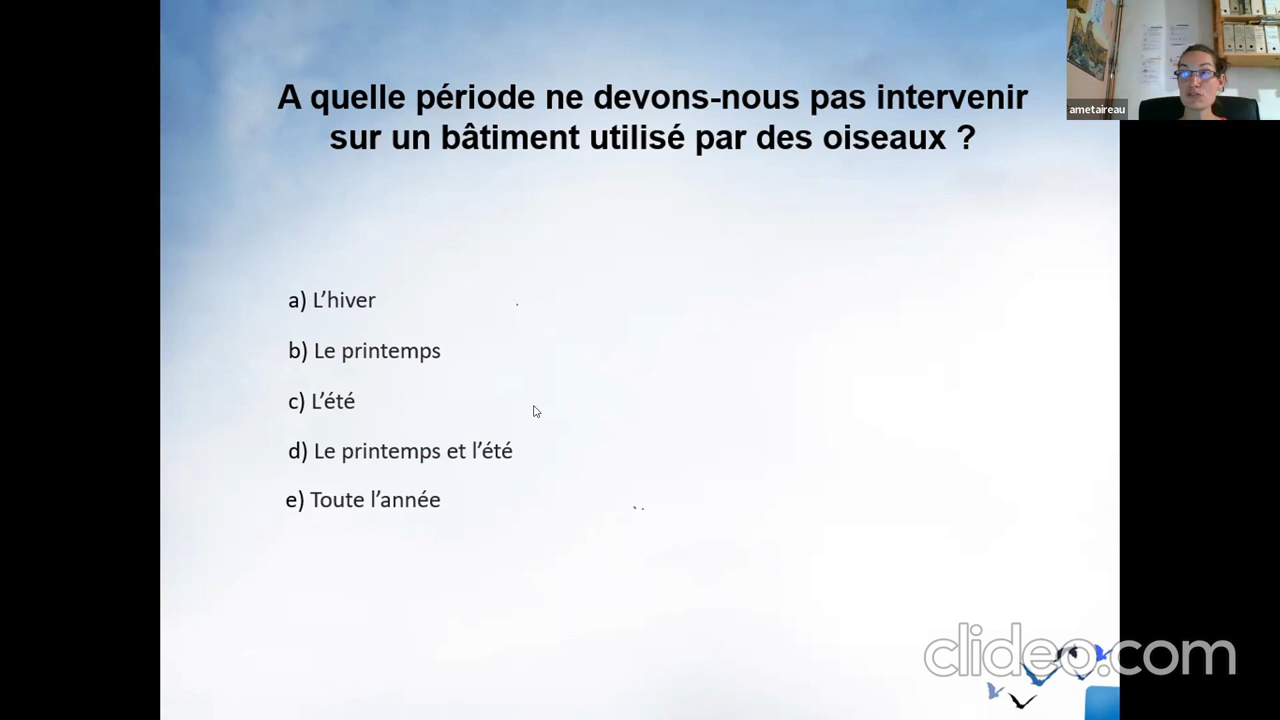 A quelle période ne devons-nous pas intervenir
sur un bâtiment utilisé par des oiseaux ?
ametaireau
a) L’hiver
b) Le printemps
c) L’été
d) Le printemps et l’été
e) Toute l’année
clideo.com